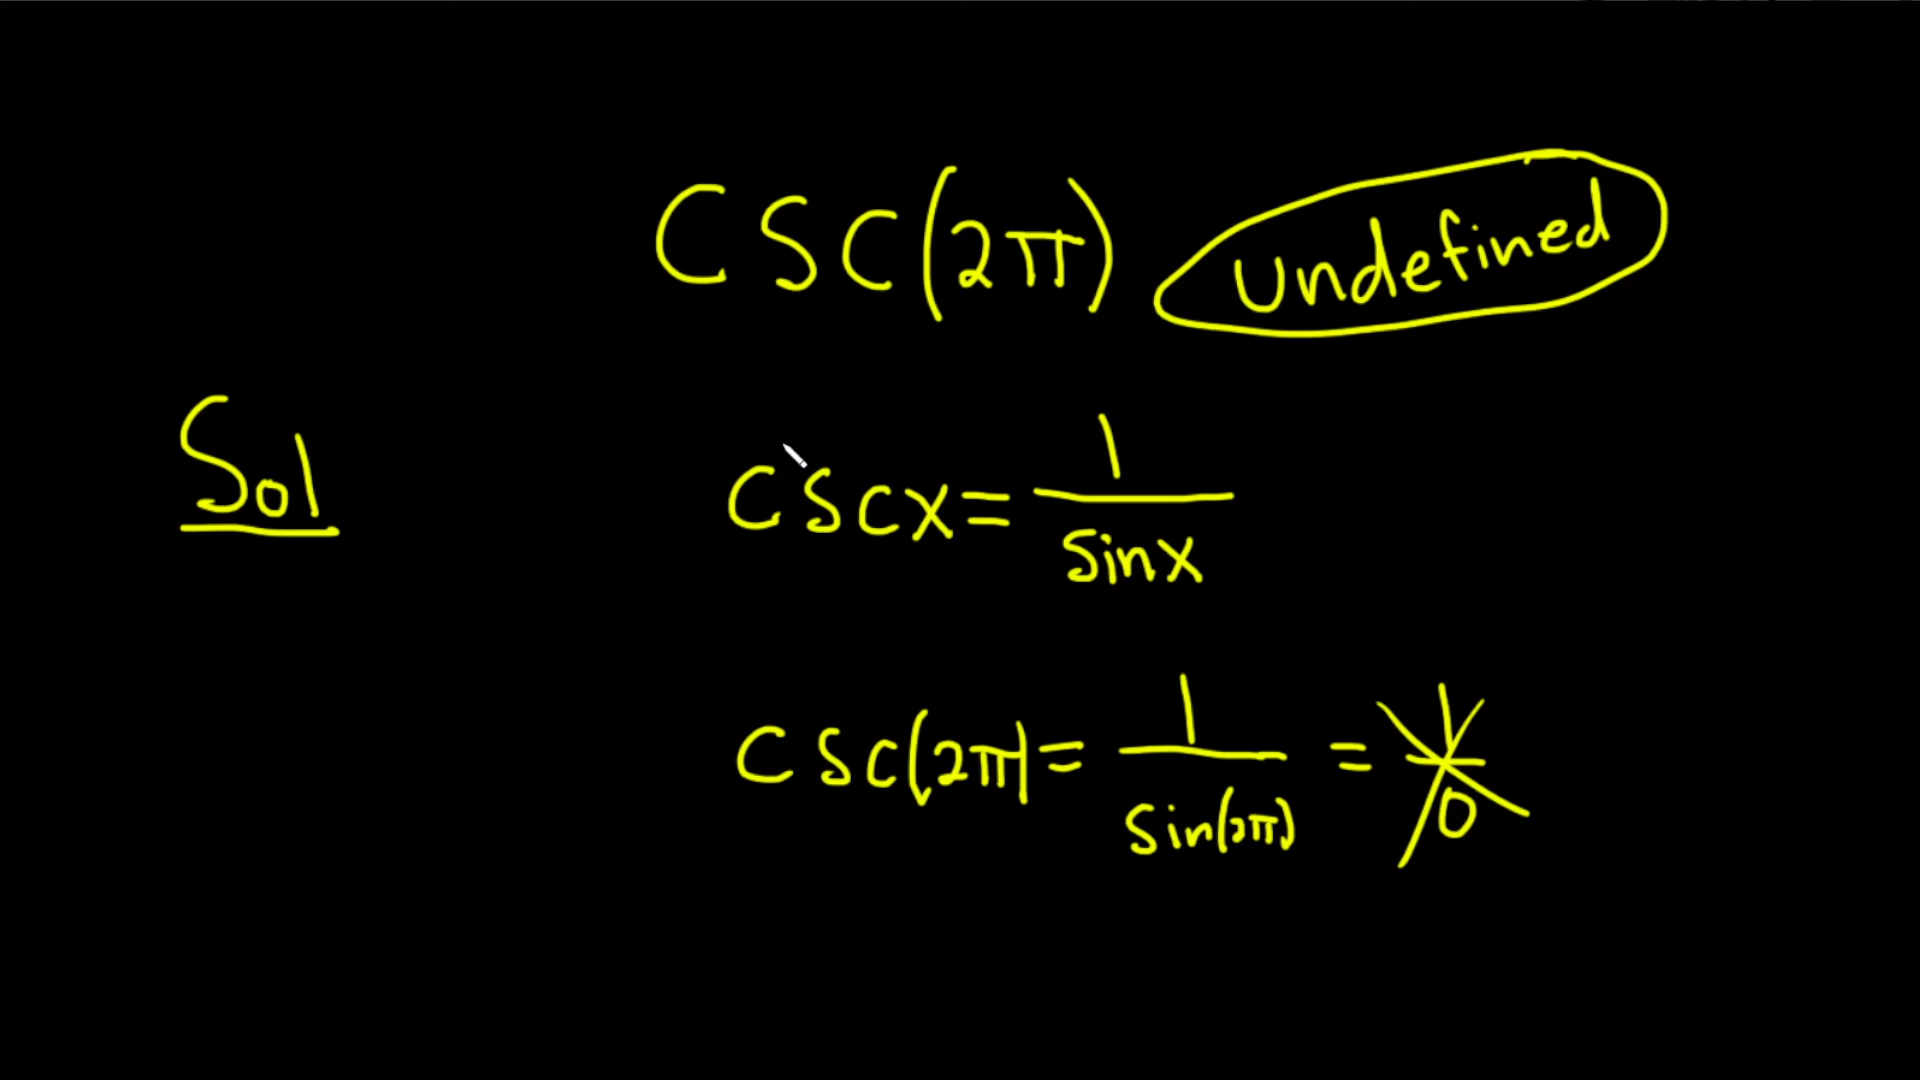 CSC(2π) Undefined
Sol
CSCX = 1/sinx
CSC(2π) = 1/sin(2π) = 1/0